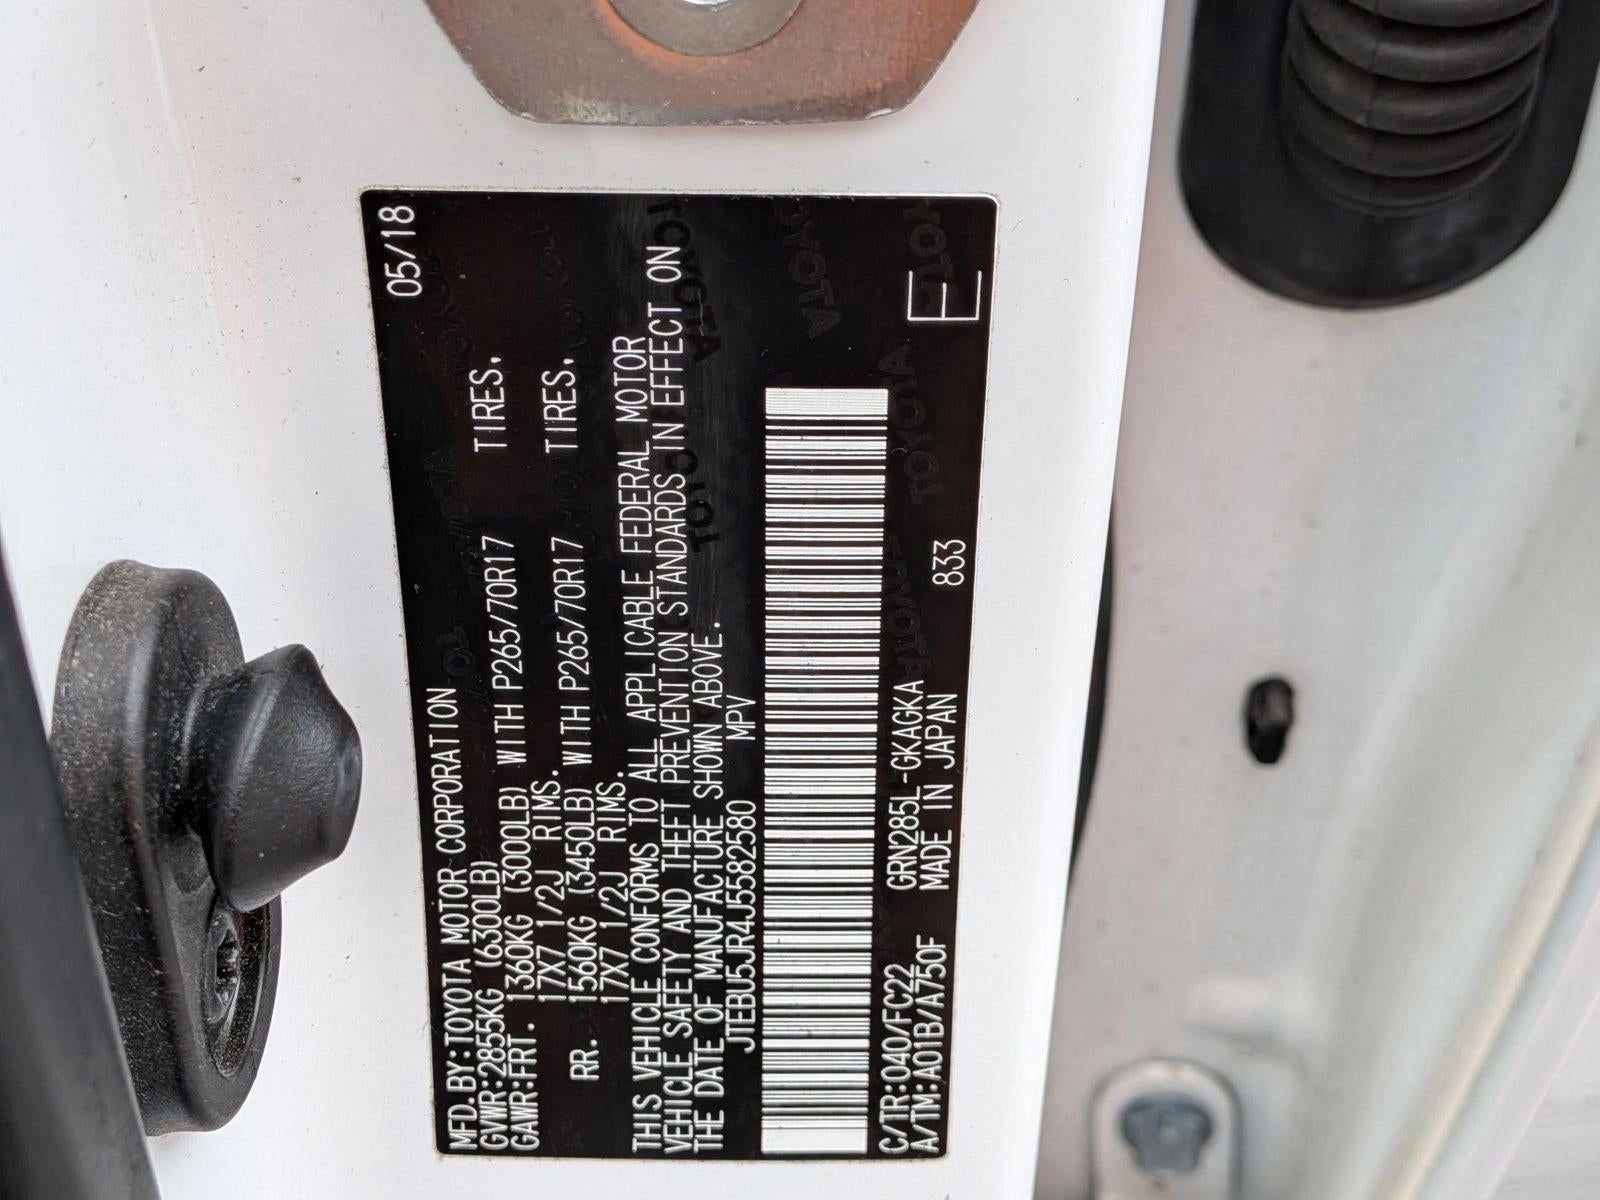 MFD.BY:TOYOTA MOTOR CORPORATION 05/18
GVWR:2855KG (6300LB)
GAWR:FRT. 1360KG (3000LB) WITH P265/70R17 TIRES,
17X7 1/2J RIMS.
RR. 1560KG (3450LB) WITH P265/70R17 TIRES,
17X7 1/2J RIMS.
THIS VEHICLE CONFORMS TO ALL APPLICABLE FEDERAL MOTOR
VEHICLE SAFETY AND THEFT PREVENTION STANDARDS IN EFFECT ON
THE DATE OF MANUFACTURE SHOWN ABOVE.
JTEBU5JR4J5582580 MPV
C/TR:040/FC22 GRN285L-GKAGKA
A/TM:A01B/A750F MADE IN JAPAN 833
E
TOYOTA
TOYOTA
TOYOTA